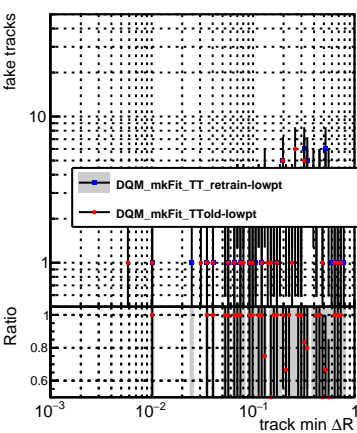 fake tracks
10
DQM_mkFit_TT_retrain-lowpt
DQM_mkFit_TTold-lowpt
1
Ratio
1
0.8
0.6
10⁻³ 10⁻² 10⁻¹ 1
track min ΔR